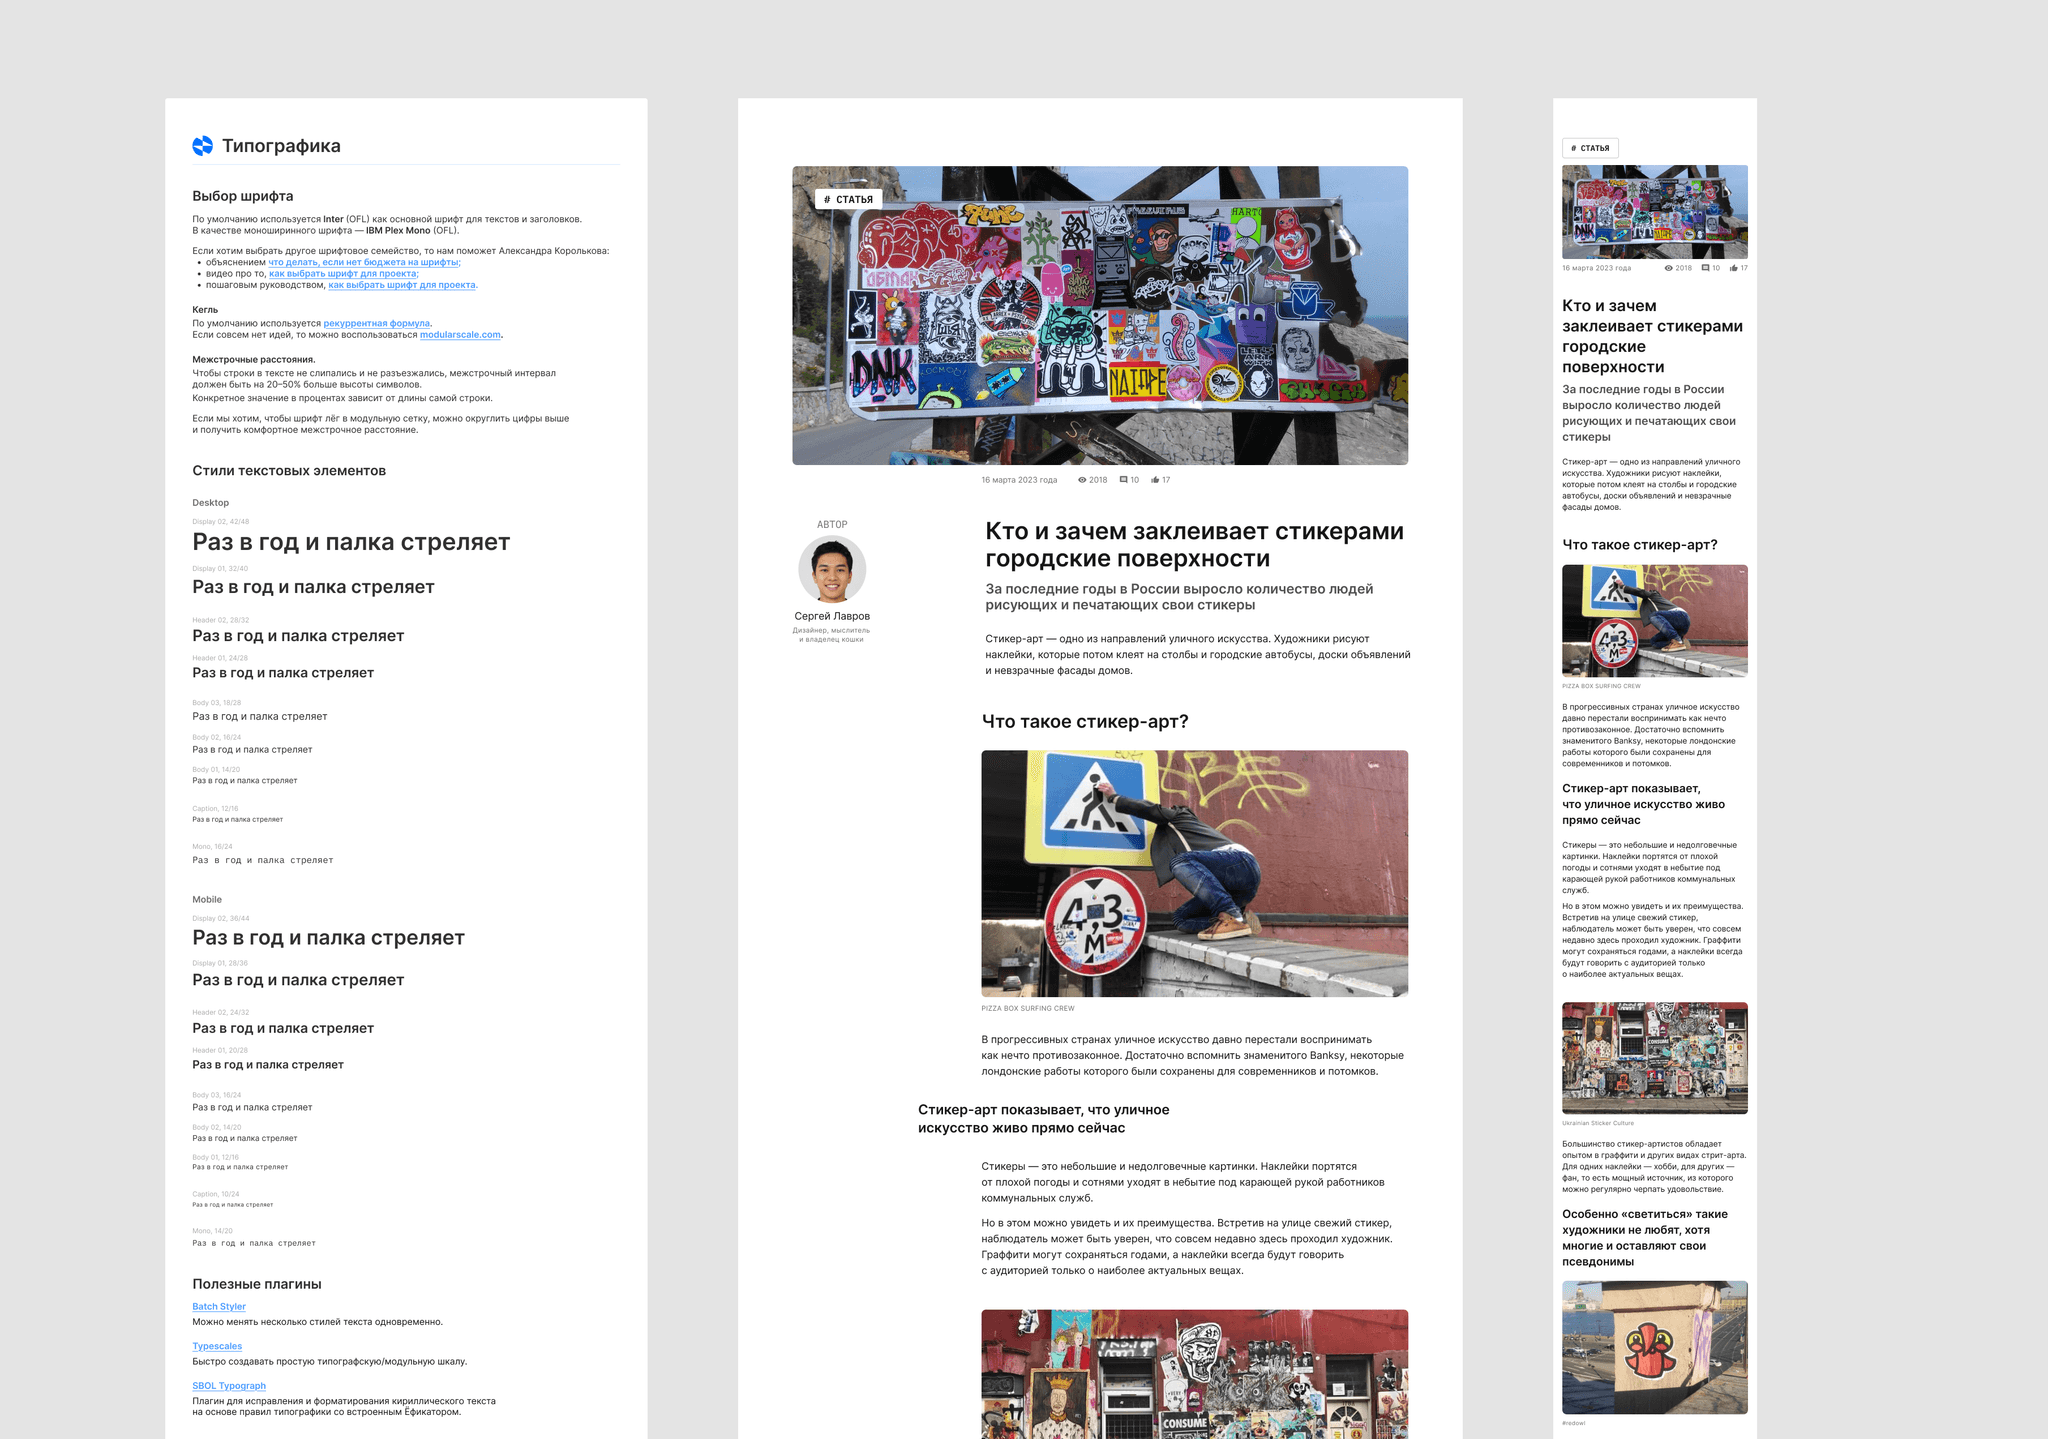 Типографика
Выбор шрифта
По умолчанию используется Inter (OFL) как основной шрифт для текстов и заголовков.
В качестве моноширинного шрифта — IBM Plex Mono (OFL).
Если хотим выбрать другое шрифтовое семейство, то нам поможет Александра Королькова:
• объяснением что делать, если нет бюджета на шрифты;
• видео про то, как выбрать шрифт для проекта;
• пошаговым руководством, как выбрать шрифт для проекта.
Кегль
По умолчанию используется рекуррентная формула.
Если совсем нет идей, то можно воспользоваться modularscale.com.
Межстрочные расстояния.
Чтобы строки в тексте не слипались и не разъезжались, межстрочный интервал
должен быть на 20–50% больше высоты символов.
Конкретное значение в процентах зависит от длины самой строки.
Если мы хотим, чтобы шрифт лёг в модульную сетку, можно округлить цифры выше
и получить комфортное межстрочное расстояние.
Стили текстовых элементов
Desktop
Display 02, 42/48
Раз в год и палка стреляет
Display 01, 32/40
Раз в год и палка стреляет
Header 02, 28/32
Раз в год и палка стреляет
Header 01, 24/28
Раз в год и палка стреляет
Body 03, 18/28
Раз в год и палка стреляет
Body 02, 16/24
Раз в год и палка стреляет
Body 01, 14/20
Раз в год и палка стреляет
Caption, 12/16
Раз в год и палка стреляет
Mono, 16/24
Раз в год и палка стреляет
Mobile
Display 02, 36/44
Раз в год и палка стреляет
Display 01, 28/36
Раз в год и палка стреляет
Header 02, 24/32
Раз в год и палка стреляет
Header 01, 20/28
Раз в год и палка стреляет
Body 03, 16/24
Раз в год и палка стреляет
Body 02, 14/20
Раз в год и палка стреляет
Body 01, 12/16
Раз в год и палка стреляет
Caption, 10/24
Раз в год и палка стреляет
Mono, 14/20
Раз в год и палка стреляет
Полезные плагины
Batch Styler
Можно менять несколько стилей текста одновременно.
Typescales
Быстро создавать простую типографскую/модульную шкалу.
SBOL Typograph
Плагин для исправления и форматирования кириллического текста
на основе правил типографики со встроенным Ёфикатором.
# СТАТЬЯ
DNK
NAIPE
16 марта 2023 года 2018 10 17
АВТОР
Сергей Лавров
Дизайнер, мыслитель
и владелец кошки
Кто и зачем заклеивает стикерами
городские поверхности
За последние годы в России выросло количество людей
рисующих и печатающих свои стикеры
Стикер-арт — одно из направлений уличного искусства. Художники рисуют
наклейки, которые потом клеят на столбы и городские автобусы, доски объявлений
и невзрачные фасады домов.
Что такое стикер-арт?
4,3
М
PIZZA BOX SURFING CREW
В прогрессивных странах уличное искусство давно перестали воспринимать
как нечто противозаконное. Достаточно вспомнить знаменитого Banksy, некоторые
лондонские работы которого были сохранены для современников и потомков.
Стикер-арт показывает, что уличное
искусство живо прямо сейчас
Стикеры — это небольшие и недолговечные картинки. Наклейки портятся
от плохой погоды и сотнями уходят в небытие под карающей рукой работников
коммунальных служб.
Но в этом можно увидеть и их преимущества. Встретив на улице свежий стикер,
наблюдатель может быть уверен, что совсем недавно здесь проходил художник.
Граффити могут сохраняться годами, а наклейки всегда будут говорить
с аудиторией только о наиболее актуальных вещах.
CONSUME
# СТАТЬЯ
DNK
16 марта 2023 года 2018 10 17
Кто и зачем
заклеивает стикерами
городские
поверхности
За последние годы в России
выросло количество людей
рисующих и печатающих свои
стикеры
Стикер-арт — одно из направлений уличного
искусства. Художники рисуют наклейки,
которые потом клеят на столбы и городские
автобусы, доски объявлений и невзрачные
фасады домов.
Что такое стикер-арт?
4,3
М
PIZZA BOX SURFING CREW
В прогрессивных странах уличное искусство
давно перестали воспринимать как нечто
противозаконное. Достаточно вспомнить
знаменитого Banksy, некоторые лондонские
работы которого были сохранены для
современников и потомков.
Стикер-арт показывает,
что уличное искусство живо
прямо сейчас
Стикеры — это небольшие и недолговечные
картинки. Наклейки портятся от плохой
погоды и сотнями уходят в небытие под
карающей рукой работников коммунальных
служб.
Но в этом можно увидеть и их преимущества.
Встретив на улице свежий стикер,
наблюдатель может быть уверен, что совсем
недавно здесь проходил художник. Граффити
могут сохраняться годами, а наклейки всегда
будут говорить с аудиторией только
о наиболее актуальных вещах.
CONSUME
Ukrainian Sticker Culture
Большинство стикер-артистов обладает
опытом в граффити и других видах стрит-арта.
Для одних наклейки — хобби, для других —
фан, то есть мощный источник, из которого
можно регулярно черпать удовольствие.
Особенно «светиться» такие
художники не любят, хотя
многие и оставляют свои
псевдонимы
#redowl